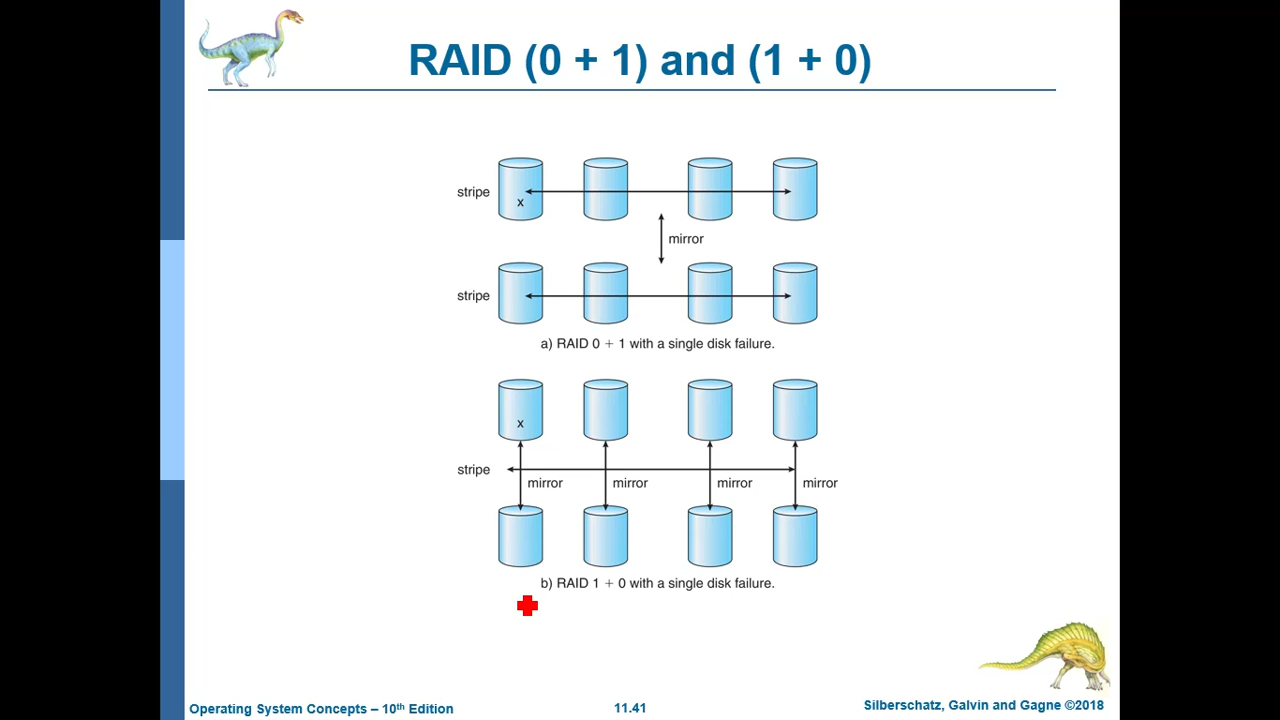 RAID (0 + 1) and (1 + 0)
stripe
x
mirror
stripe
a) RAID 0 + 1 with a single disk failure.
x
stripe
mirror mirror mirror mirror
b) RAID 1 + 0 with a single disk failure.
Operating System Concepts – 10th Edition
11.41
Silberschatz, Galvin and Gagne ©2018